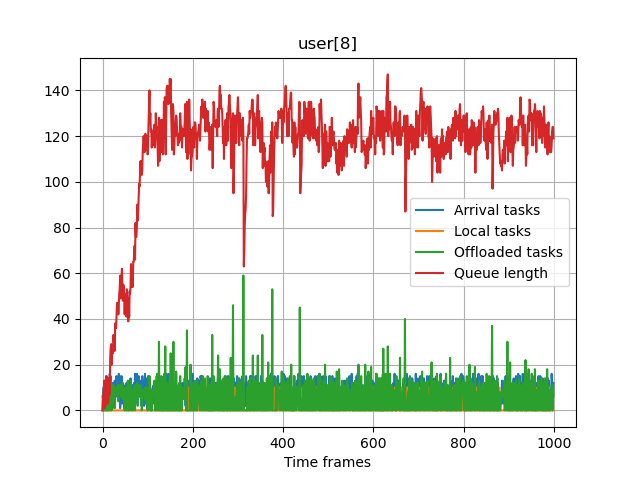 user[8]
140
120
100
80
60
40
20
0
Arrival tasks
Local tasks
Offloaded tasks
Queue length
0 200 400 600 800 1000
Time frames